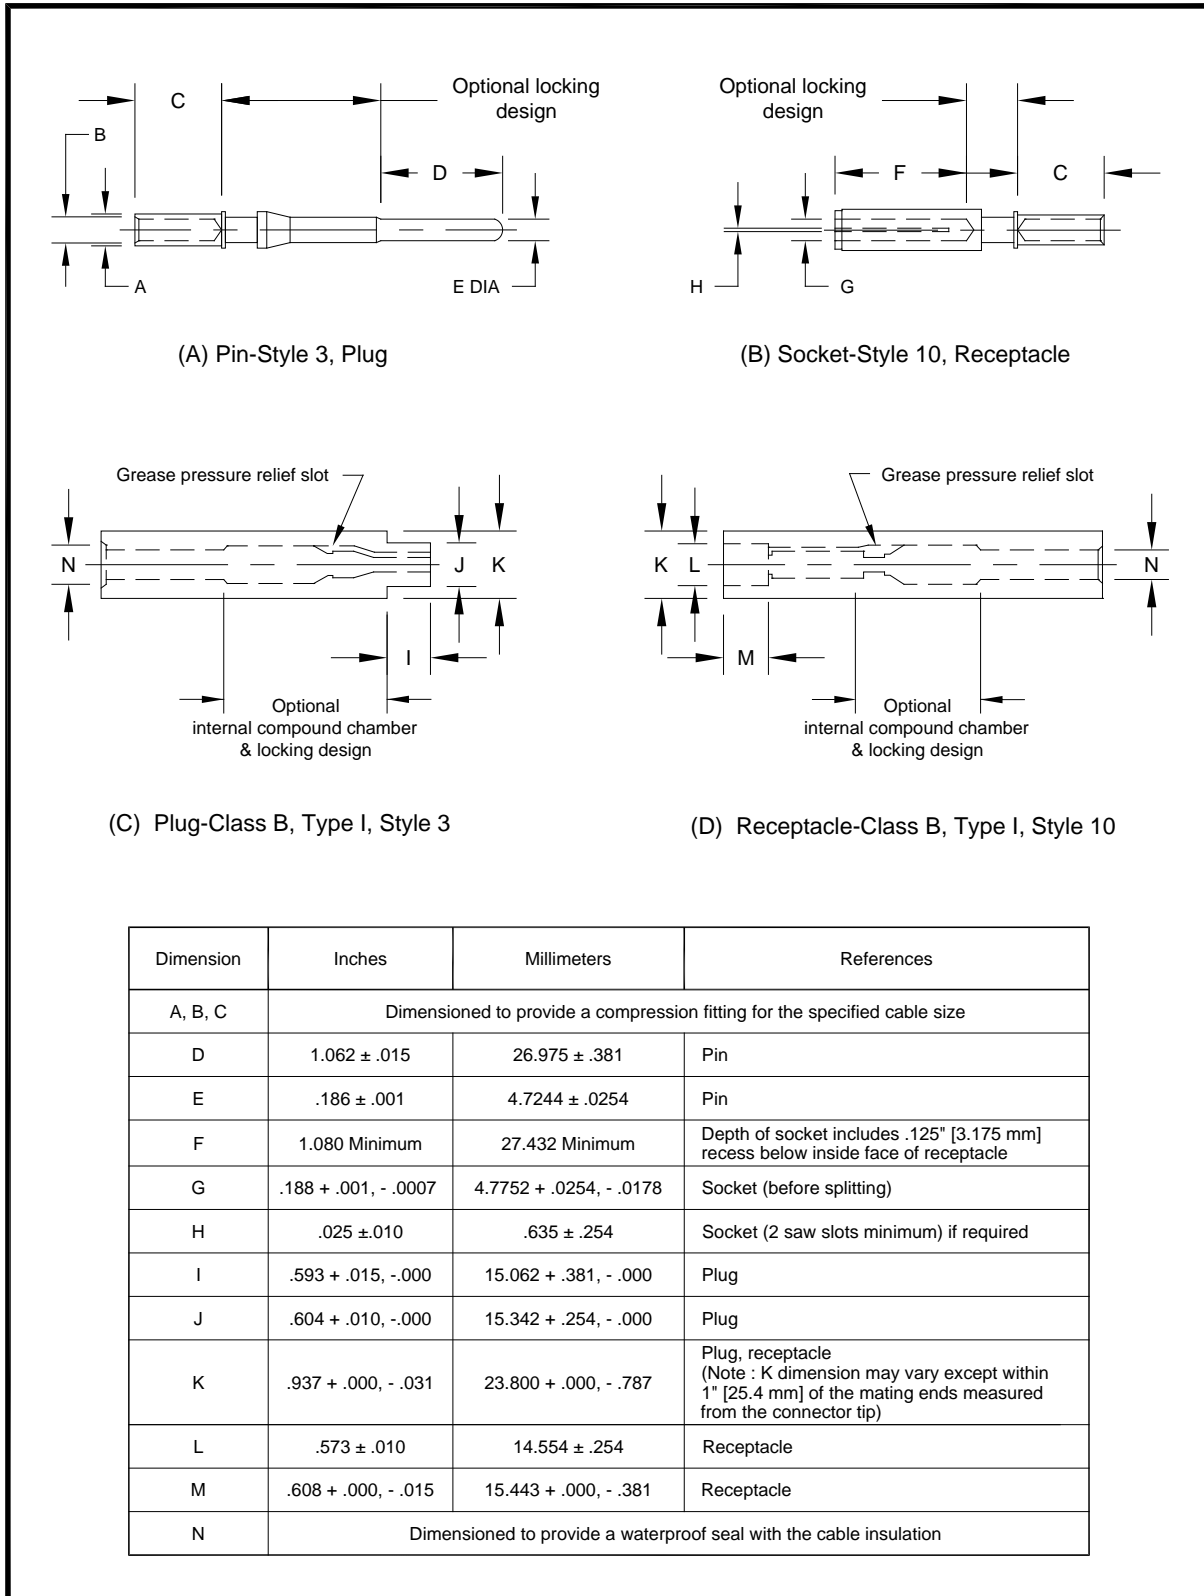 Optional locking
design
C
B
D
A
E DIA
(A) Pin-Style 3, Plug
Optional locking
design
F
C
H
G
(B) Socket-Style 10, Receptacle
Grease pressure relief slot
N
J
K
I
Optional
internal compound chamber
& locking design
(C) Plug-Class B, Type I, Style 3
Grease pressure relief slot
K
L
N
M
Optional
internal compound chamber
& locking design
(D) Receptacle-Class B, Type I, Style 10
Dimension Inches Millimeters References
A, B, C Dimensioned to provide a compression fitting for the specified cable size
D 1.062 ± .015 26.975 ± .381 Pin
E .186 ± .001 4.7244 ± .0254 Pin
F 1.080 Minimum 27.432 Minimum Depth of socket includes .125" [3.175 mm]
recess below inside face of receptacle
G .188 + .001, - .0007 4.7752 + .0254, - .0178 Socket (before splitting)
H .025 ±.010 .635 ± .254 Socket (2 saw slots minimum) if required
I .593 + .015, -.000 15.062 + .381, - .000 Plug
J .604 + .010, -.000 15.342 + .254, - .000 Plug
K .937 + .000, - .031 23.800 + .000, - .787 Plug, receptacle
(Note : K dimension may vary except within
1" [25.4 mm] of the mating ends measured
from the connector tip)
L .573 ± .010 14.554 ± .254 Receptacle
M .608 + .000, - .015 15.443 + .000, - .381 Receptacle
N Dimensioned to provide a waterproof seal with the cable insulation